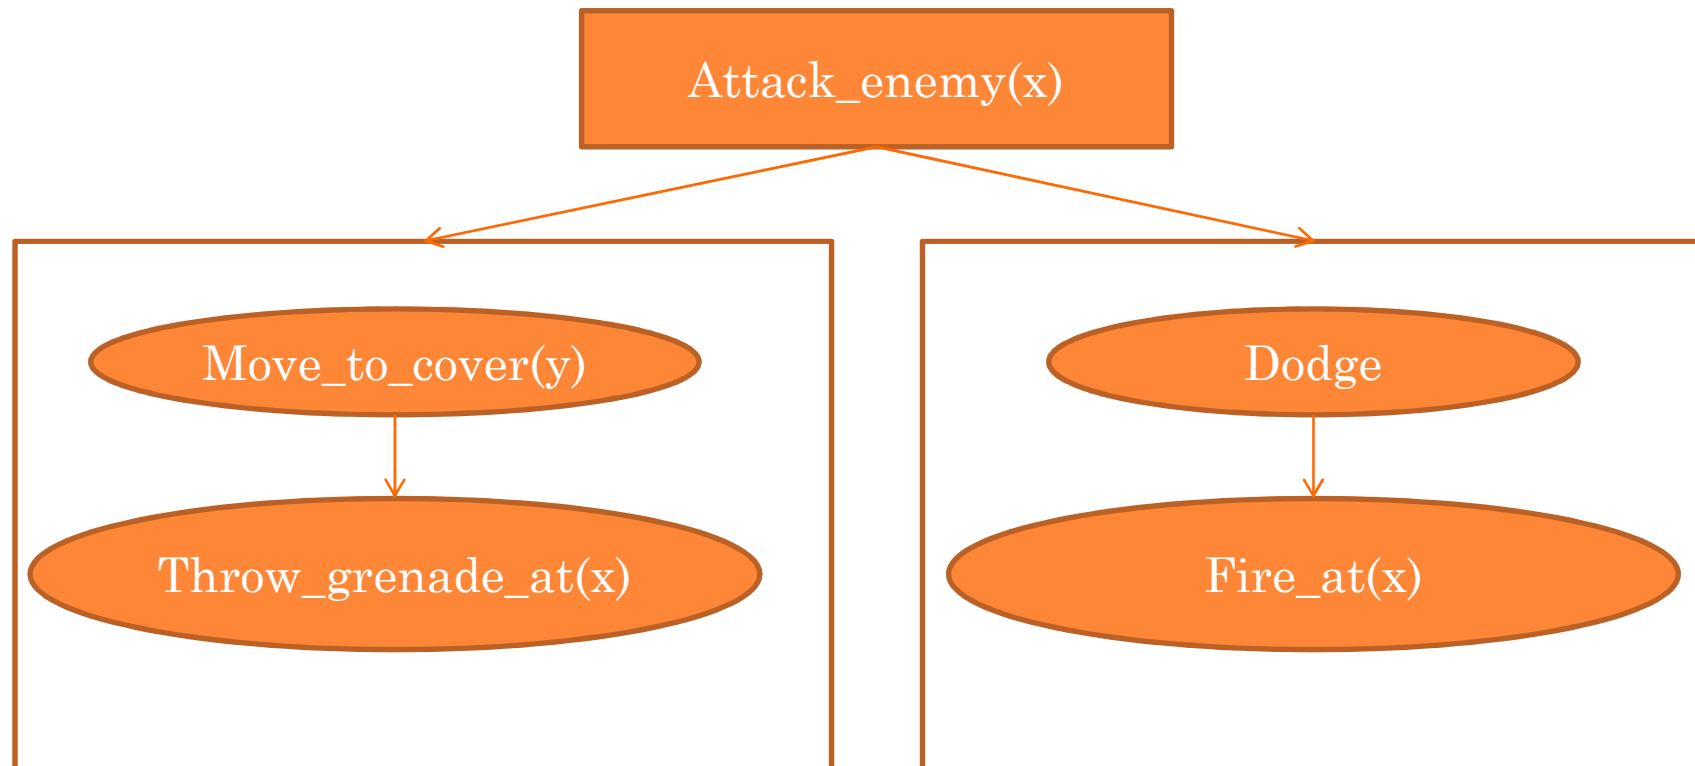 Attack_enemy(x)
Move_to_cover(y)
Dodge
Throw_grenade_at(x)
Fire_at(x)